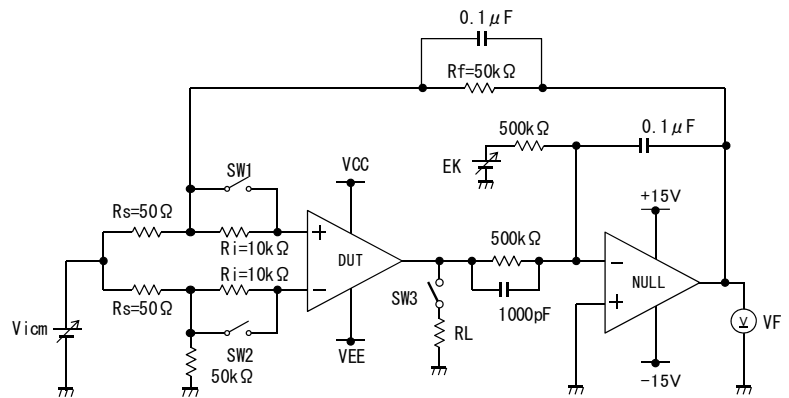 0.1μF
Rf=50kΩ
500kΩ
0.1μF
EK
SW1
VCC
+15V
Rs=50Ω
Ri=10kΩ
Ri=10kΩ
+
DUT
-
500kΩ
-
NULL
+
Rs=50Ω
Vicm
SW2
50kΩ
VEE
SW3
RL
1000pF
V
VF
-15V